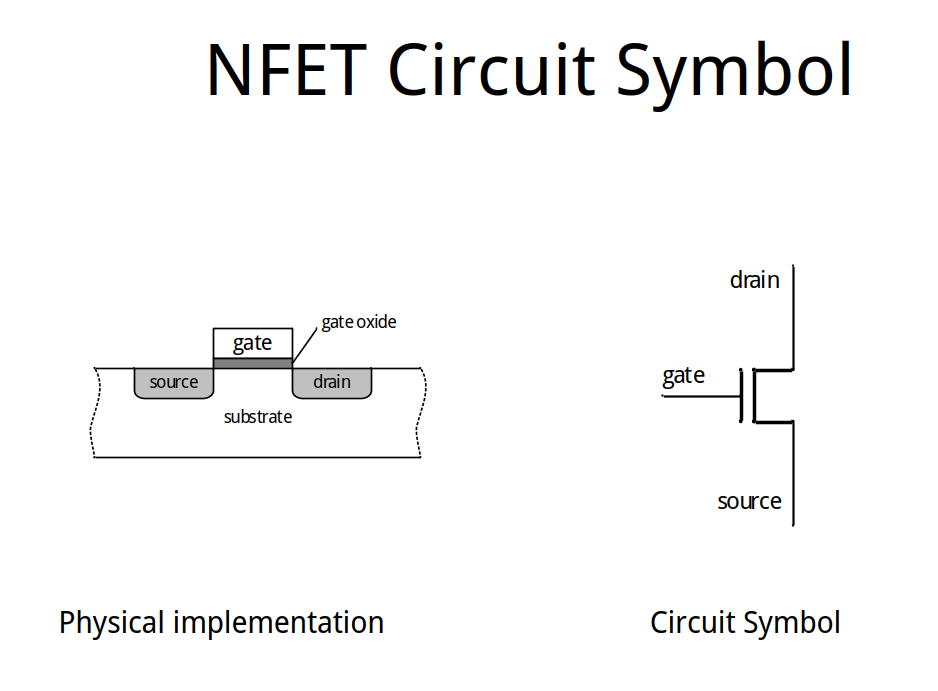 NFET Circuit Symbol
drain
gate oxide
gate
source
drain
gate
substrate
source
Physical implementation
Circuit Symbol